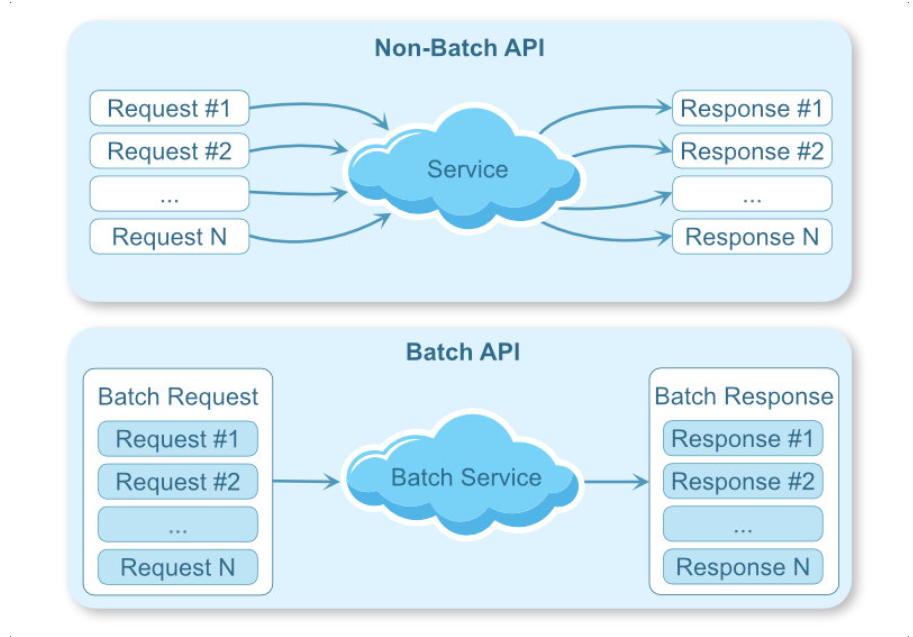 Non-Batch API
Request #1
Request #2
...
Request N
Service
Response #1
Response #2
...
Response N
Batch API
Batch Request
Request #1
Request #2
...
Request N
Batch Service
Batch Response
Response #1
Response #2
...
Response N